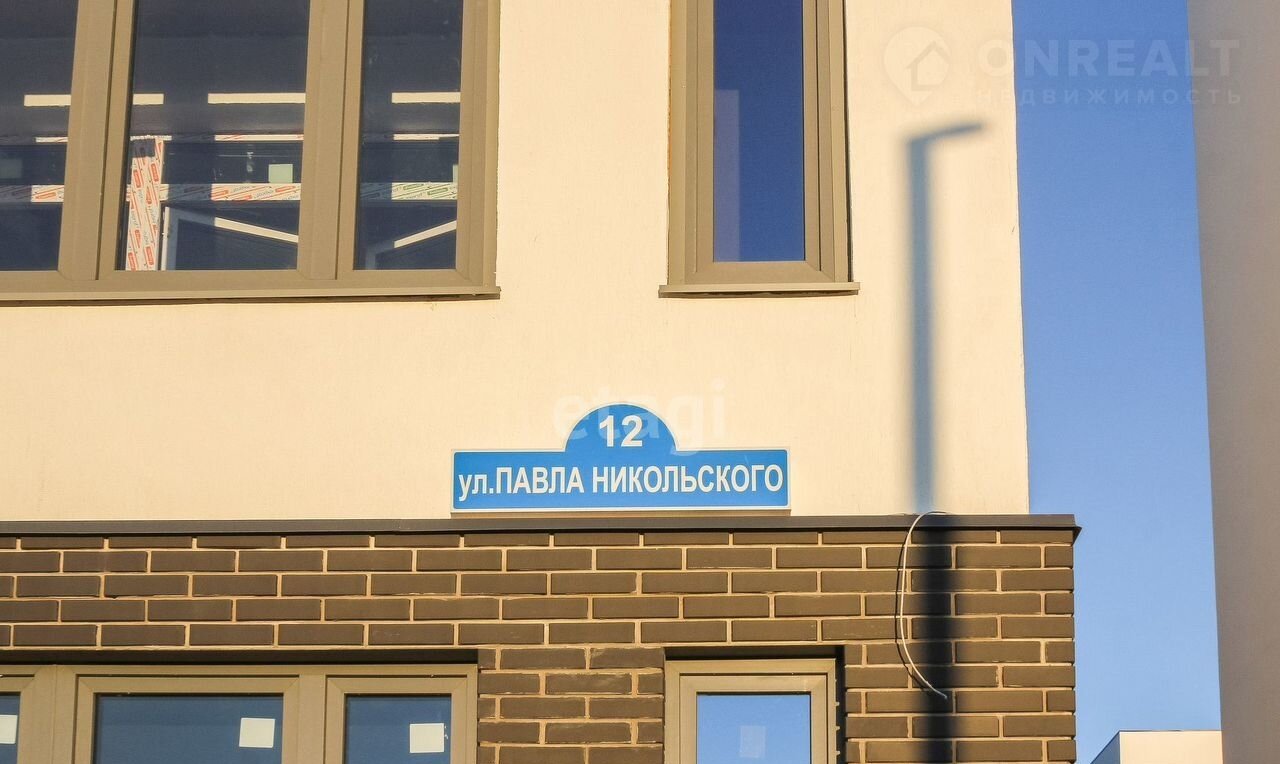 ONREALT
НЕДВИЖИМОСТЬ
etagi
12
ул.ПАВЛА НИКОЛЬСКОГО